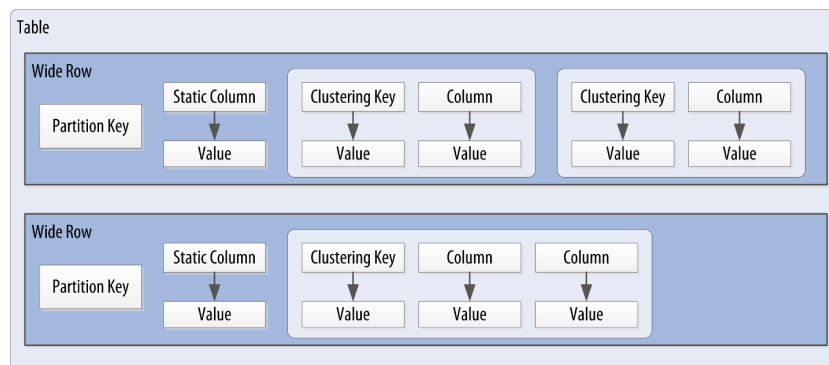 Table
Wide Row
Partition Key
Static Column
Value
Clustering Key
Value
Column
Value
Clustering Key
Value
Column
Value
Wide Row
Partition Key
Static Column
Value
Clustering Key
Value
Column
Value
Column
Value